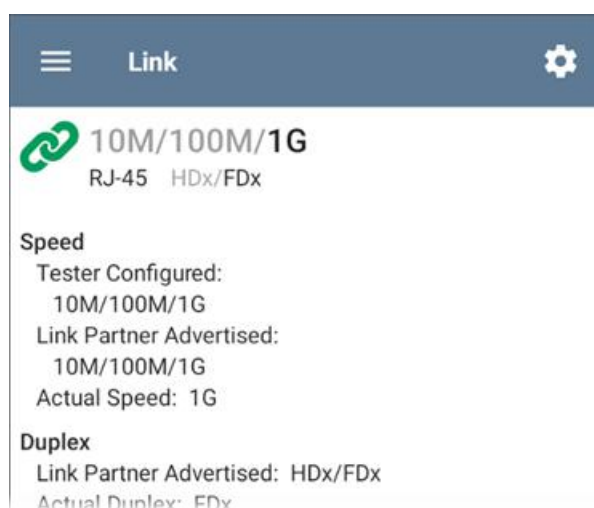 Link
10M/100M/1G
RJ-45 HDx/FDx
Speed
Tester Configured:
10M/100M/1G
Link Partner Advertised:
10M/100M/1G
Actual Speed: 1G
Duplex
Link Partner Advertised: HDx/FDx
Actual Duplex: FDx